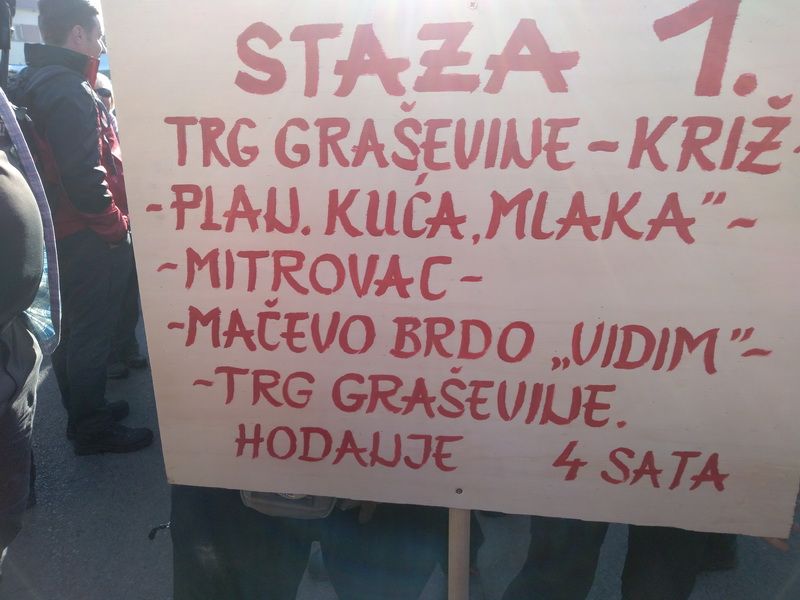 STAZA 1.
TRG GRAŠEVINE - KRIŽ -
- PLAN. KUĆA „MLAKA" -
- MITROVAC -
- MAČEVO BRDO „VIDIM" -
- TRG GRAŠEVINE.
HODANJE 4 SATA